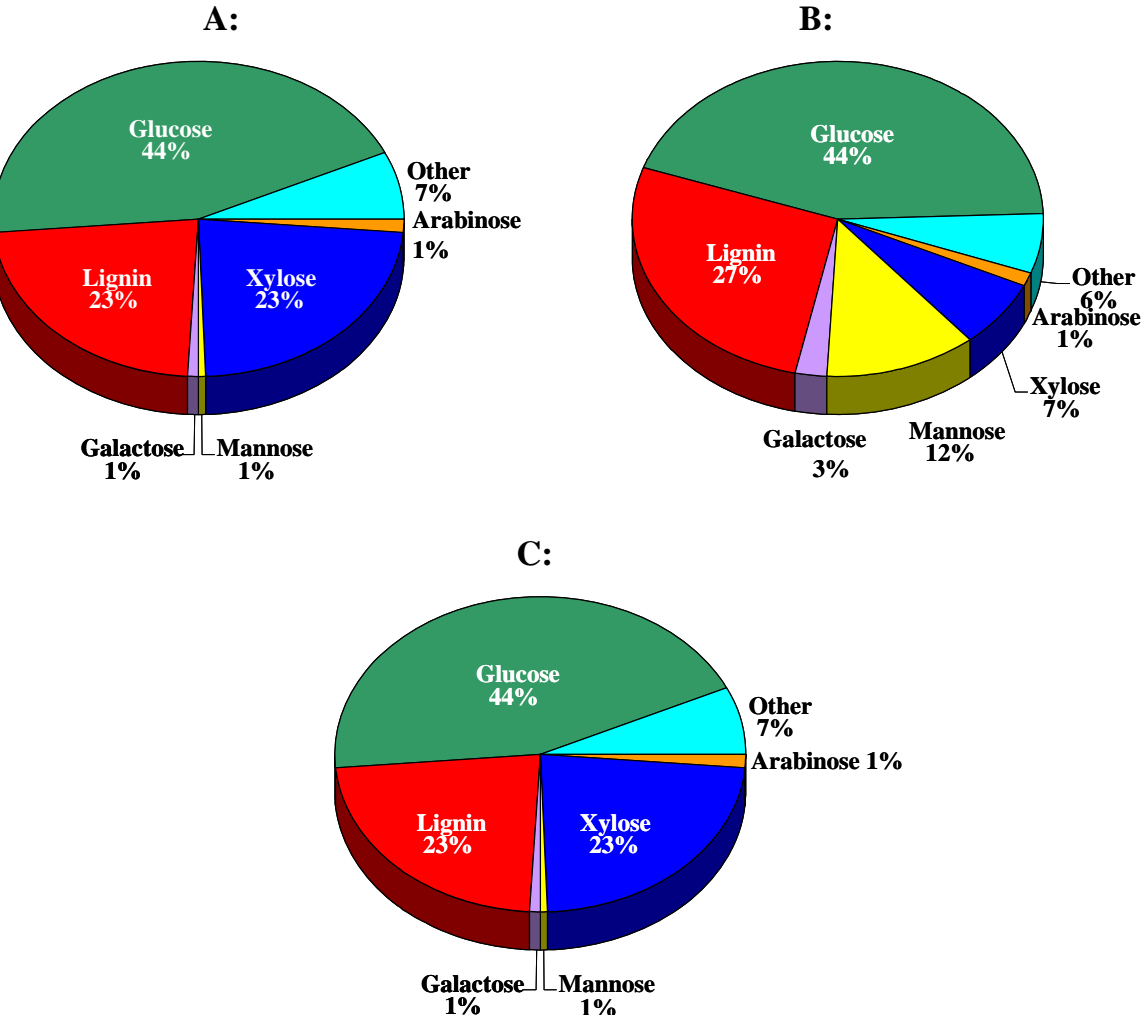 A:
Glucose
44%
Other
7%
Arabinose
1%
Lignin
23%
Xylose
23%
Galactose
1%
Mannose
1%
B:
Glucose
44%
Lignin
27%
Other
6%
Arabinose
1%
Xylose
7%
Mannose
12%
Galactose
3%
C:
Glucose
44%
Other
7%
Arabinose 1%
Lignin
23%
Xylose
23%
Galactose
1%
Mannose
1%